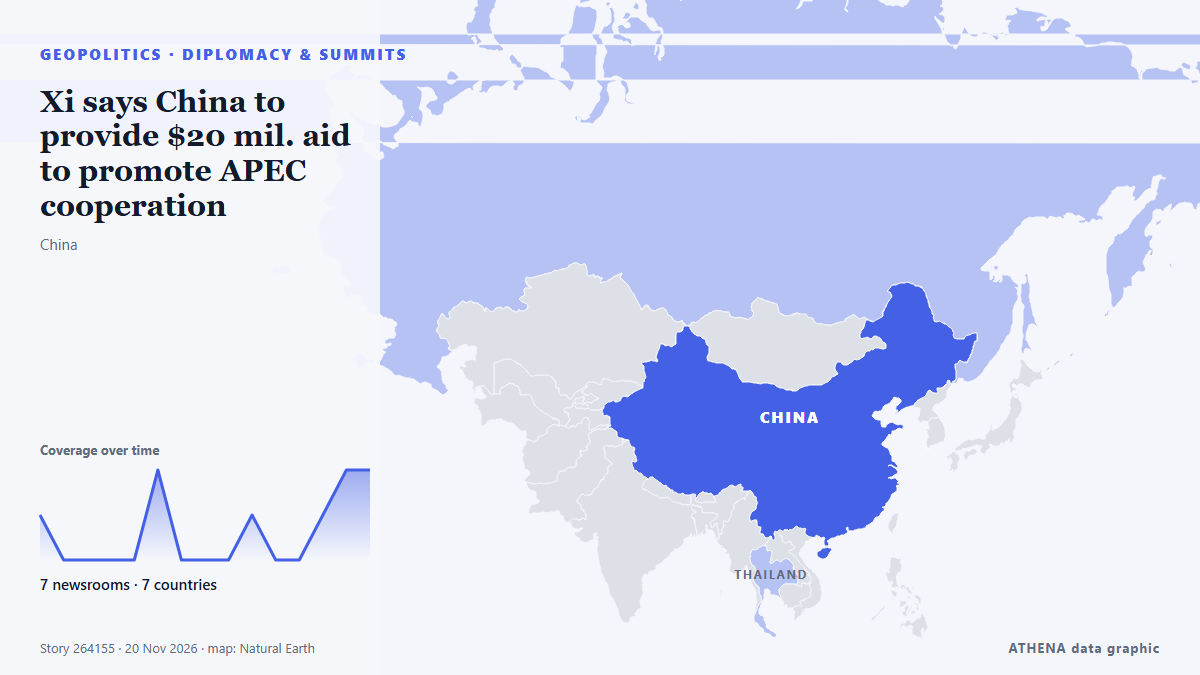 GEOPOLITICS · DIPLOMACY & SUMMITS
Xi says China to
provide $20 mil. aid
to promote APEC
cooperation
China
CHINA
THAILAND
Coverage over time
7 newsrooms · 7 countries
Story 264155 · 20 Nov 2026 · map: Natural Earth
ATHENA data graphic